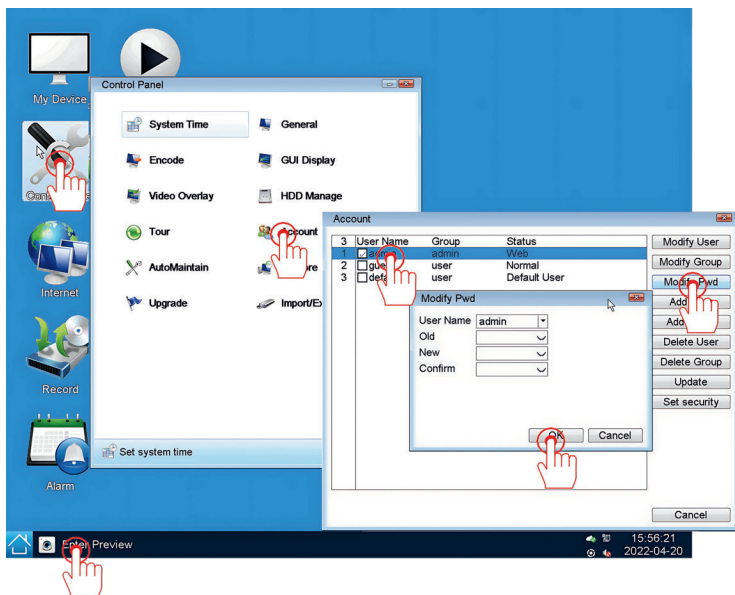 My Device
Control Panel
System Time
General
Encode
GUI Display
Video Overlay
HDD Manage
Tour
Account
AutoMaintain
Upgrade
Set system time
Internet
Record
Alarm
Enter Preview
15:56:21
2022-04-20
Account
3 User Name Group Status
1 admin admin Web
2 user Normal
3 user Default User
Modify User
Modify Group
Modify Pwd
Delete User
Delete Group
Update
Set security
Cancel
Modify Pwd
User Name admin
Old
New
Confirm
OK Cancel